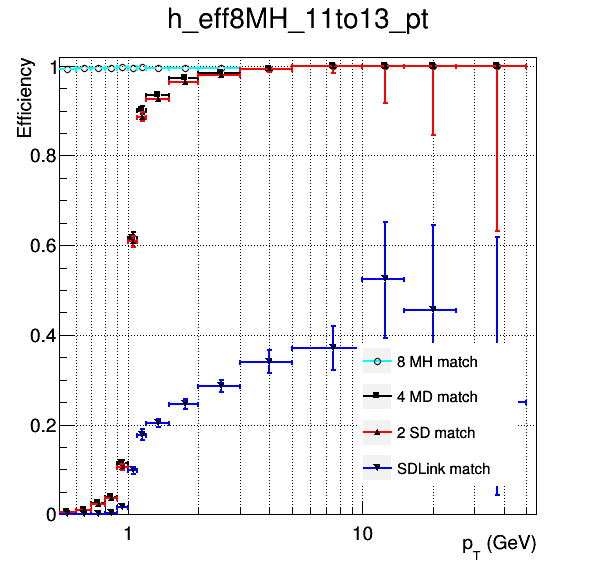 h_eff8MH_11to13_pt
Efficiency
1
0.8
0.6
0.4
0.2
0
8 MH match
4 MD match
2 SD match
SDLink match
1
10
p_T (GeV)